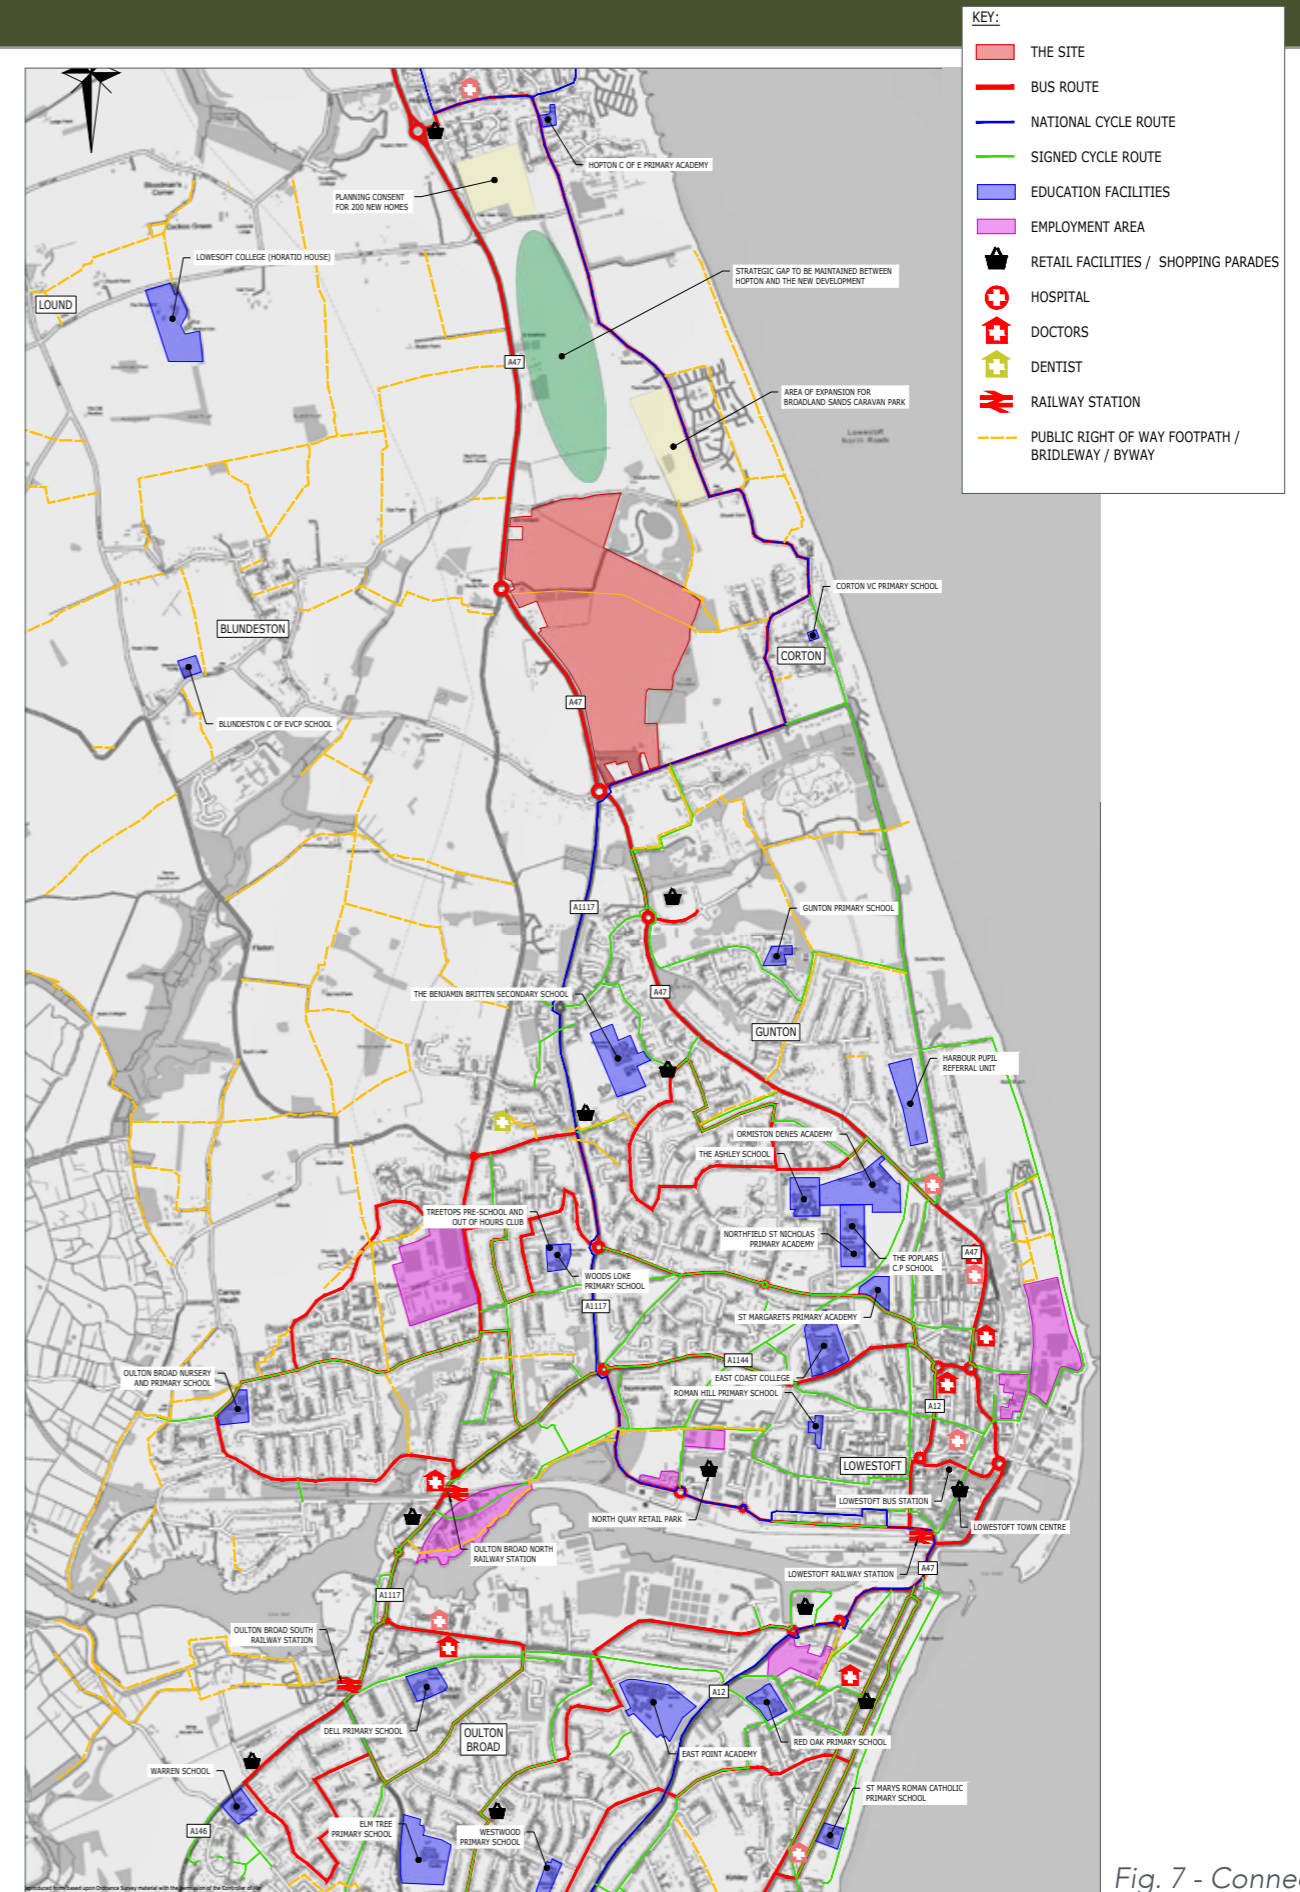 KEY:
THE SITE
BUS ROUTE
NATIONAL CYCLE ROUTE
SIGNED CYCLE ROUTE
EDUCATION FACILITIES
EMPLOYMENT AREA
RETAIL FACILITIES / SHOPPING PARADES
HOSPITAL
DOCTORS
DENTIST
RAILWAY STATION
PUBLIC RIGHT OF WAY FOOTPATH /
BRIDLEWAY / BYWAY
HOPTON C OF E PRIMARY ACADEMY
PLANNING CONSENT
FOR 200 NEW HOMES
LOWESOFT COLLEGE (HORATIO HOUSE)
STRATEGIC GAP TO BE MAINTAINED BETWEEN
HOPTON AND THE NEW DEVELOPMENT
LOUND
A47
AREA OF EXPANSION FOR
BROADLAND SANDS CARAVAN PARK
Lowestoft
North Roads
CORTON VC PRIMARY SCHOOL
BLUNDESTON
CORTON
A47
BLUNDESTON C OF EVCP SCHOOL
A1117
GUNTON PRIMARY SCHOOL
THE BENJAMIN BRITTEN SECONDARY SCHOOL
A47
GUNTON
HARBOUR PUPIL
REFERRAL UNIT
ORMISTON DENES ACADEMY
THE ASHLEY SCHOOL
TREETOPS PRE-SCHOOL AND
OUT OF HOURS CLUB
NORTHFIELD ST NICHOLAS
PRIMARY ACADEMY
THE POPLARS
C.P SCHOOL
A47
WOODS LOKE
PRIMARY SCHOOL
A1117
ST MARGARETS PRIMARY ACADEMY
A1144
OULTON BROAD NURSERY
AND PRIMARY SCHOOL
EAST COAST COLLEGE
ROMAN HILL PRIMARY SCHOOL
A12
LOWESTOFT
LOWESTOFT BUS STATION
NORTH QUAY RETAIL PARK
LOWESTOFT TOWN CENTRE
OULTON BROAD NORTH
RAILWAY STATION
LOWESTOFT RAILWAY STATION
A47
A1117
OULTON BROAD SOUTH
RAILWAY STATION
A12
DELL PRIMARY SCHOOL
OULTON
BROAD
RED OAK PRIMARY SCHOOL
EAST POINT ACADEMY
WARREN SCHOOL
ST MARYS ROMAN CATHOLIC
PRIMARY SCHOOL
A146
ELM TREE
PRIMARY SCHOOL
WESTWOOD
PRIMARY SCHOOL
Fig. 7 - Connec